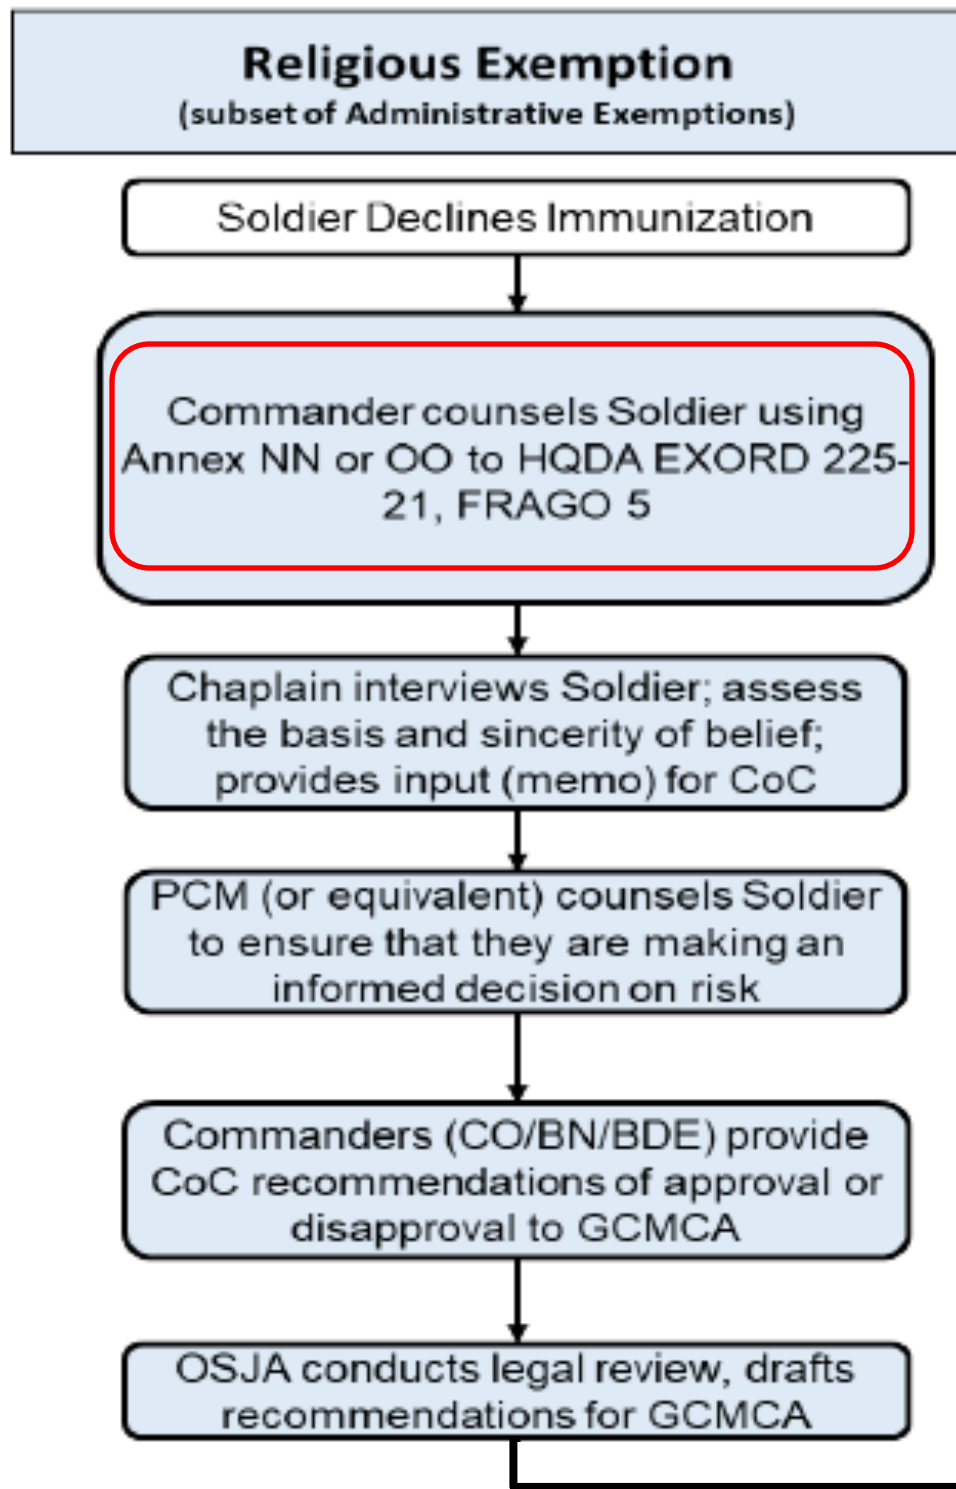 Religious Exemption
(subset of Administrative Exemptions)
Soldier Declines Immunization
Commander counsels Soldier using
Annex NN or OO to HQDA EXORD 225-
21, FRAGO 5
Chaplain interviews Soldier; assess
the basis and sincerity of belief;
provides input (memo) for CoC
PCM (or equivalent) counsels Soldier
to ensure that they are making an
informed decision on risk
Commanders (CO/BN/BDE) provide
CoC recommendations of approval or
disapproval to GCMCA
OSJA conducts legal review, drafts
recommendations for GCMCA